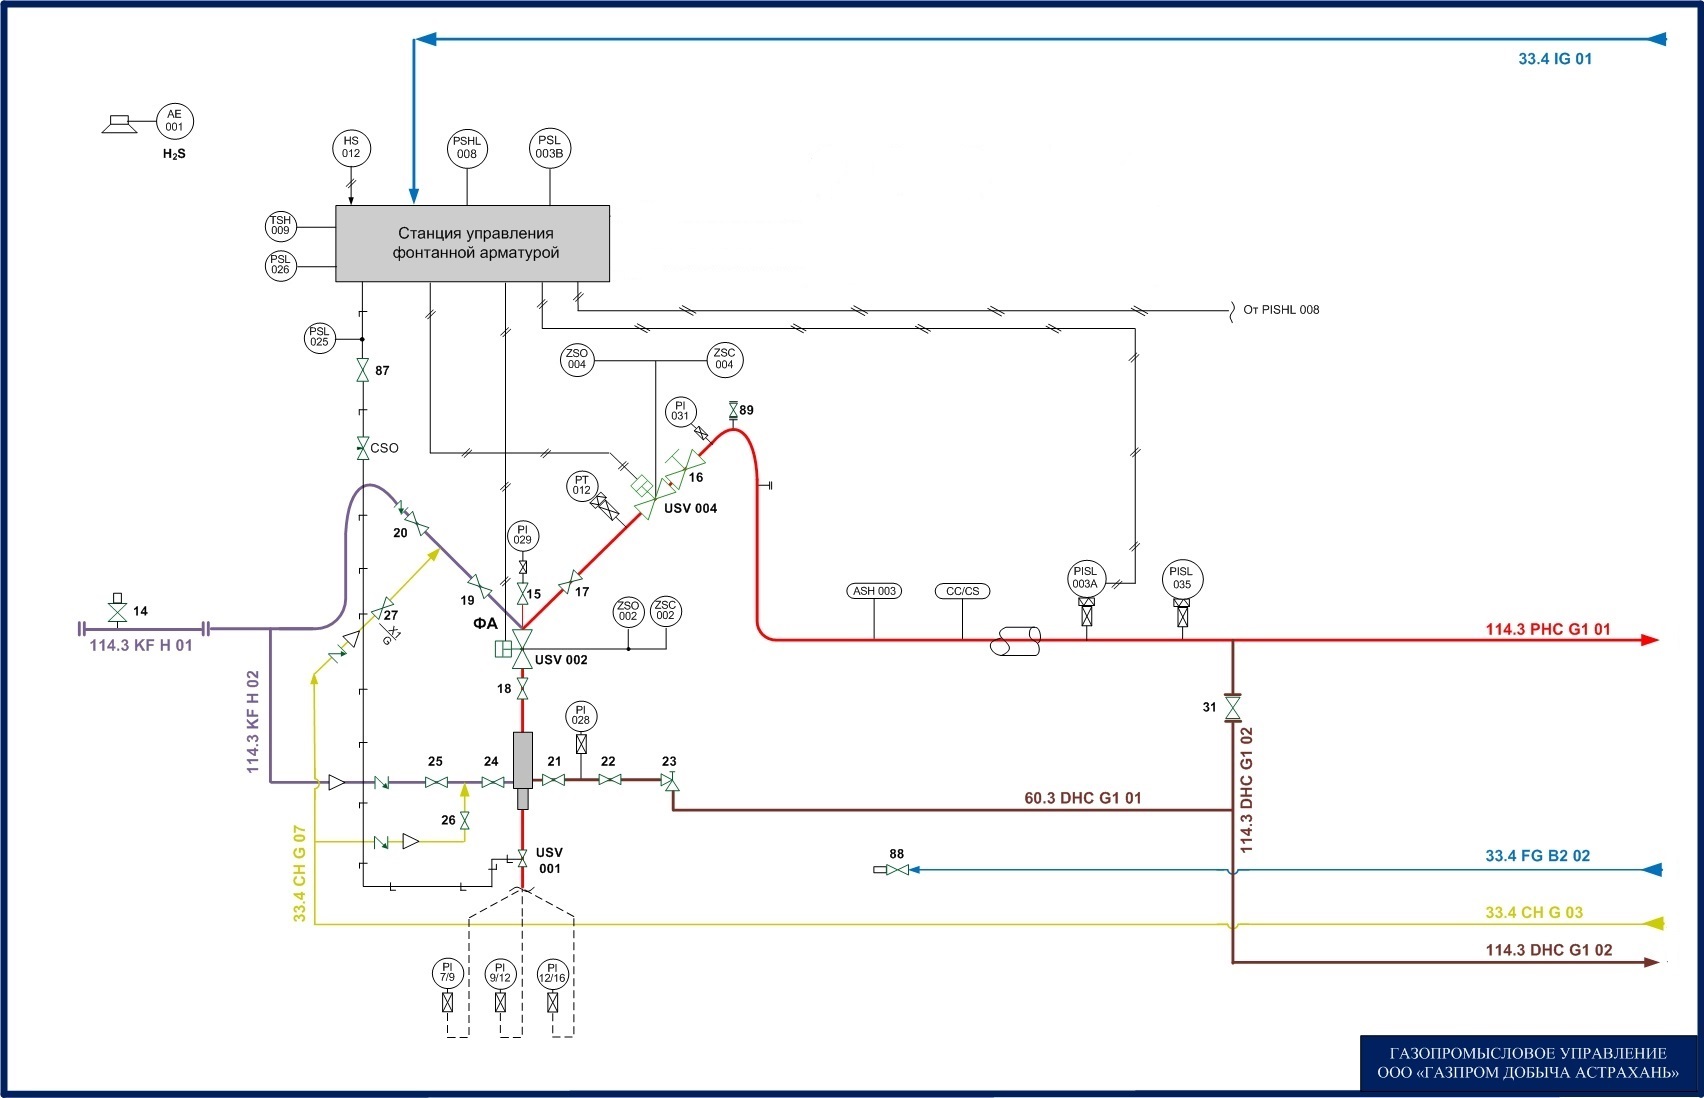 33.4 IG 01
AE
001
H₂S
HS
012
PSHL
008
PSL
003B
TSH
009
PSL
026
Станция управления
фонтанной арматурой
От PISHL 008
PSL
025
87
CSO
ZSO
004
ZSC
004
PI
031
89
16
USV 004
PT
012
PI
029
20
19
15
17
14
27
X1
G
ФА
ZSO
002
ZSC
002
USV 002
18
ASH 003
CC/CS
PISL
003A
PISL
035
114.3 PHC G1 01
114.3 KF H 01
114.3 KF H 02
31
PI
028
25
24
21
22
23
26
60.3 DHC G1 01
114.3 DHC G1 02
33.4 CH G 07
USV
001
88
33.4 FG B2 02
33.4 CH G 03
114.3 DHC G1 02
PI
7/9
PI
9/12
PI
12/16
ГАЗОПРОМЫСЛОВОЕ УПРАВЛЕНИЕ
ООО «ГАЗПРОМ ДОБЫЧА АСТРАХАНЬ»